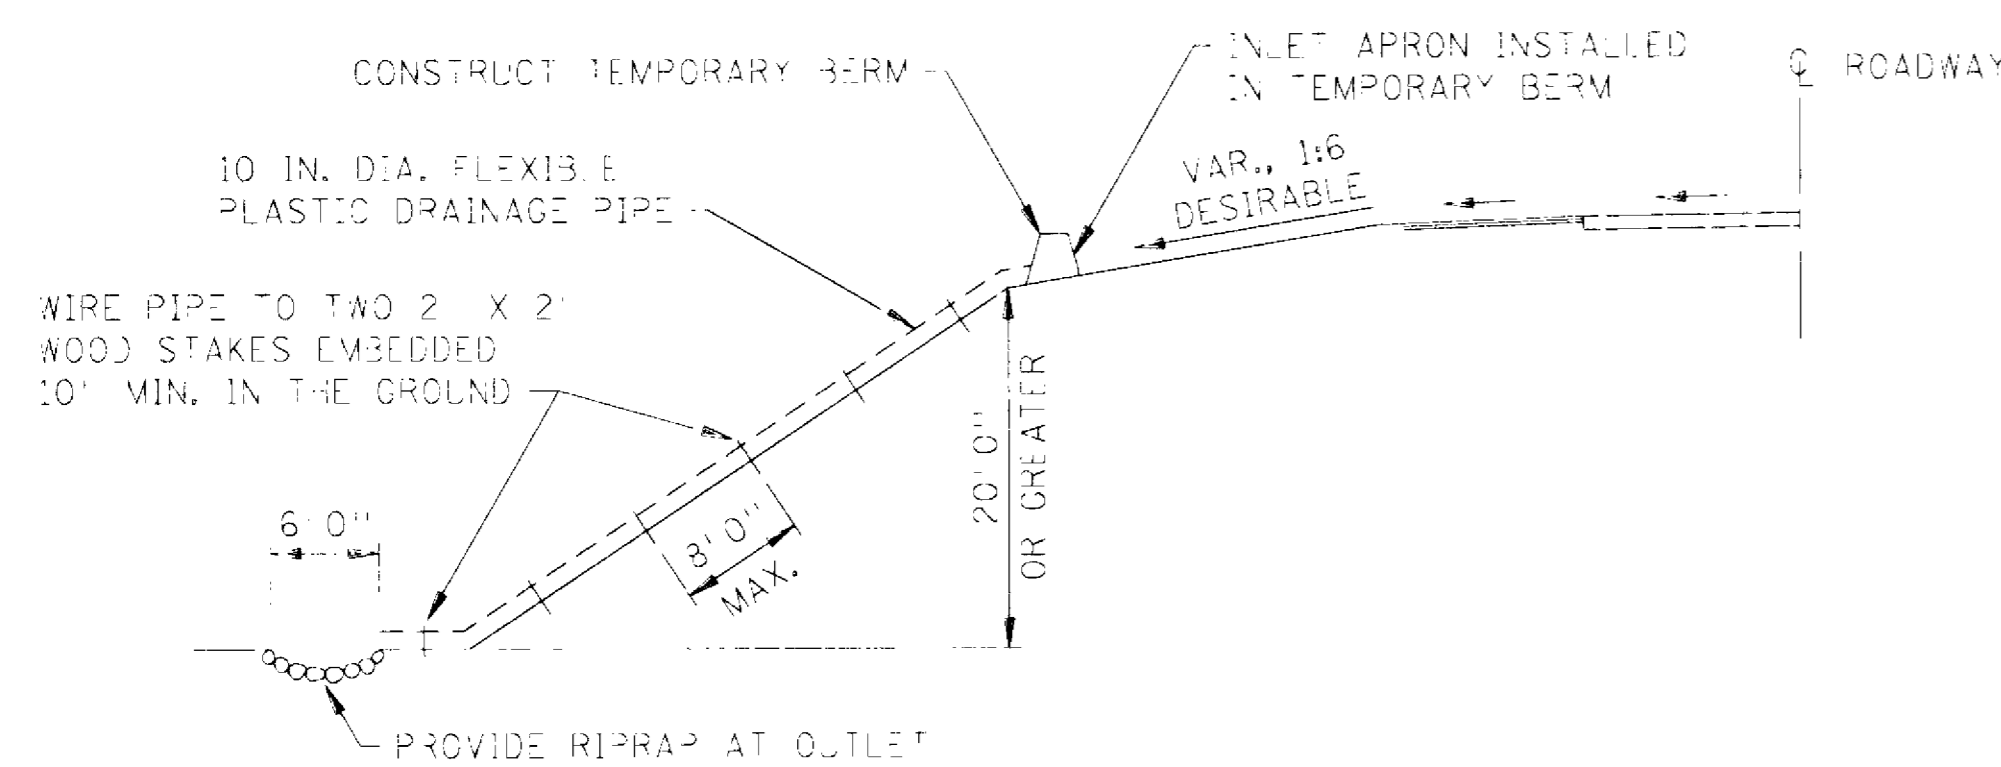 CONSTRUCT TEMPORARY BERM
INLET APRON INSTALLED
IN TEMPORARY BERM
℄ ROADWAY
10 IN. DIA. FLEXIBLE
PLASTIC DRAINAGE PIPE
VAR., 1:6
DESIRABLE
WIRE PIPE TO TWO 2 X 2'
WOOD STAKES EMBEDDED
10' MIN. IN THE GROUND
20'0"
OR GREATER
6'0"
8'0"
MAX.
PROVIDE RIPRAP AT OUTLET